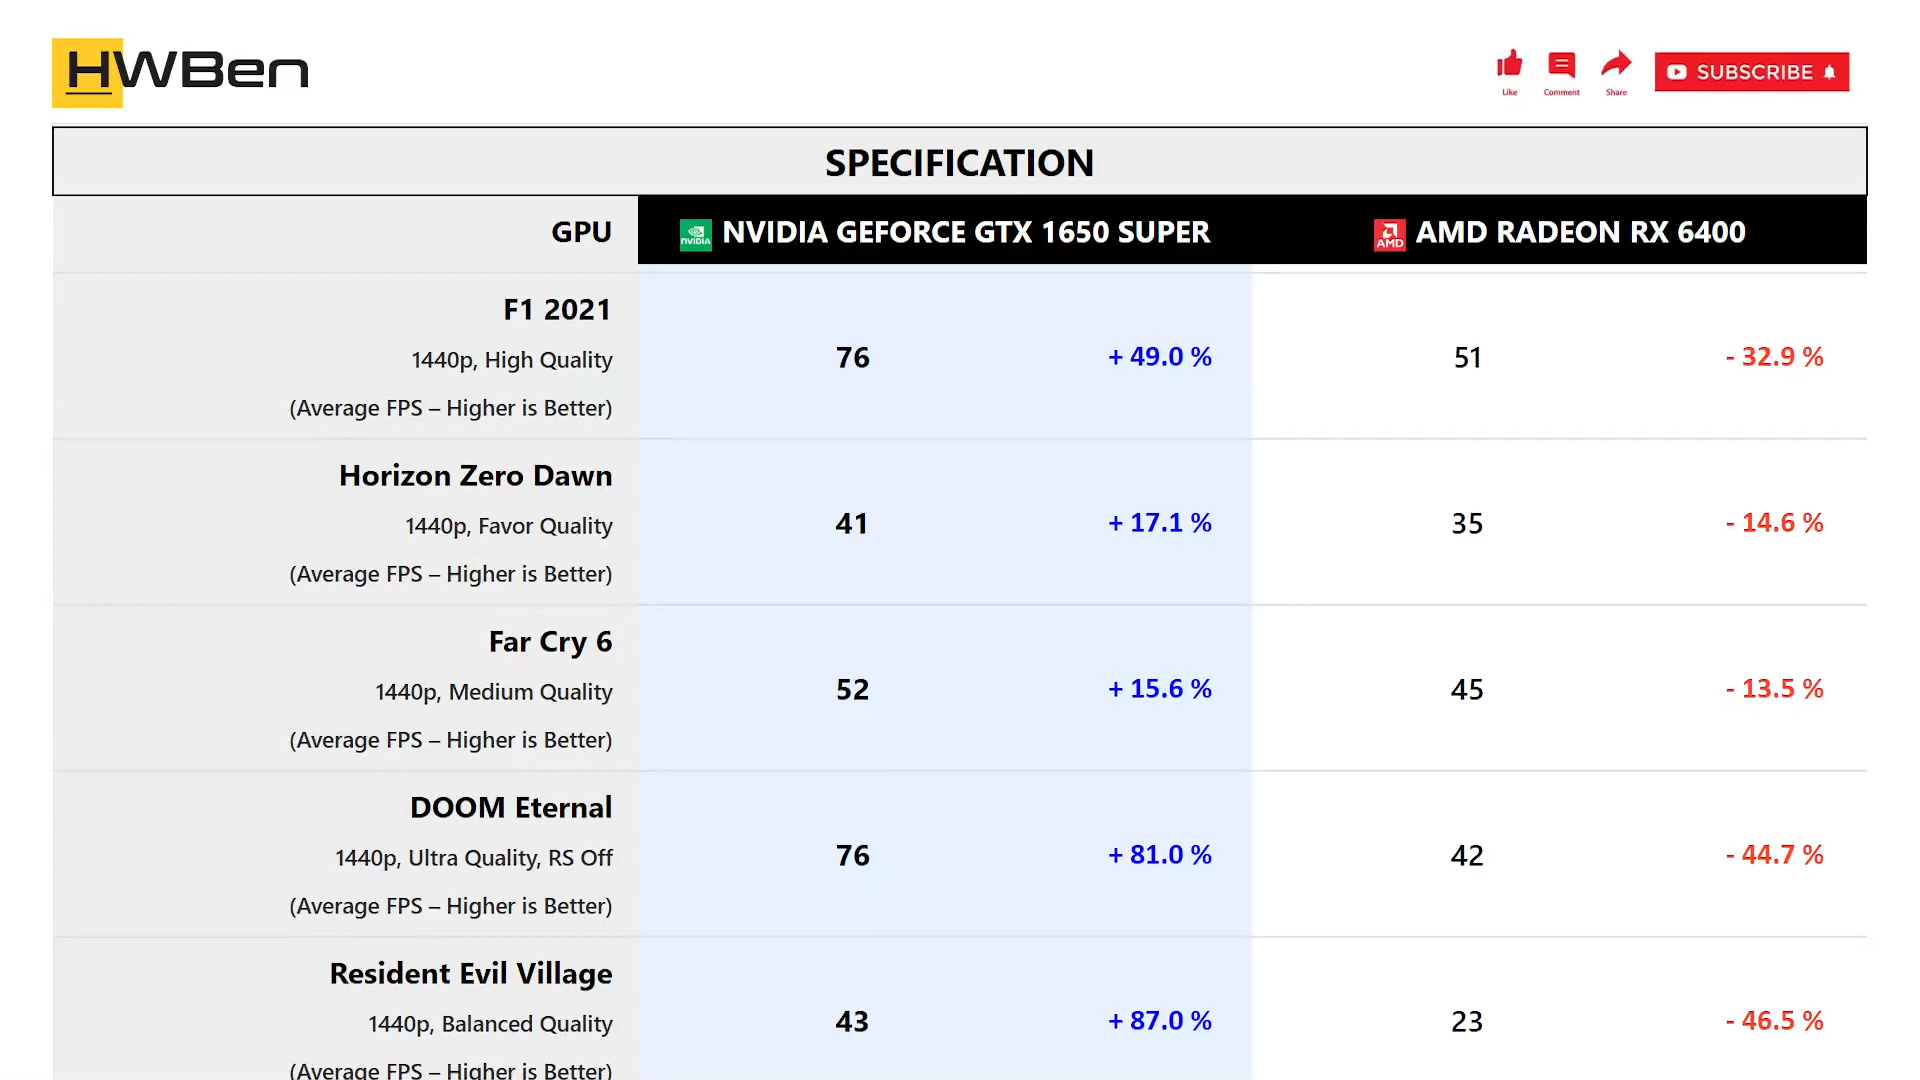 HWBen
Like
Comment
Share
SUBSCRIBE
SPECIFICATION
GPU
NVIDIA
NVIDIA GEFORCE GTX 1650 SUPER
AMD
AMD RADEON RX 6400
F1 2021
1440p, High Quality
(Average FPS – Higher is Better)
76
+ 49.0 %
51
- 32.9 %
Horizon Zero Dawn
1440p, Favor Quality
(Average FPS – Higher is Better)
41
+ 17.1 %
35
- 14.6 %
Far Cry 6
1440p, Medium Quality
(Average FPS – Higher is Better)
52
+ 15.6 %
45
- 13.5 %
DOOM Eternal
1440p, Ultra Quality, RS Off
(Average FPS – Higher is Better)
76
+ 81.0 %
42
- 44.7 %
Resident Evil Village
1440p, Balanced Quality
(Average FPS – Higher is Better)
43
+ 87.0 %
23
- 46.5 %